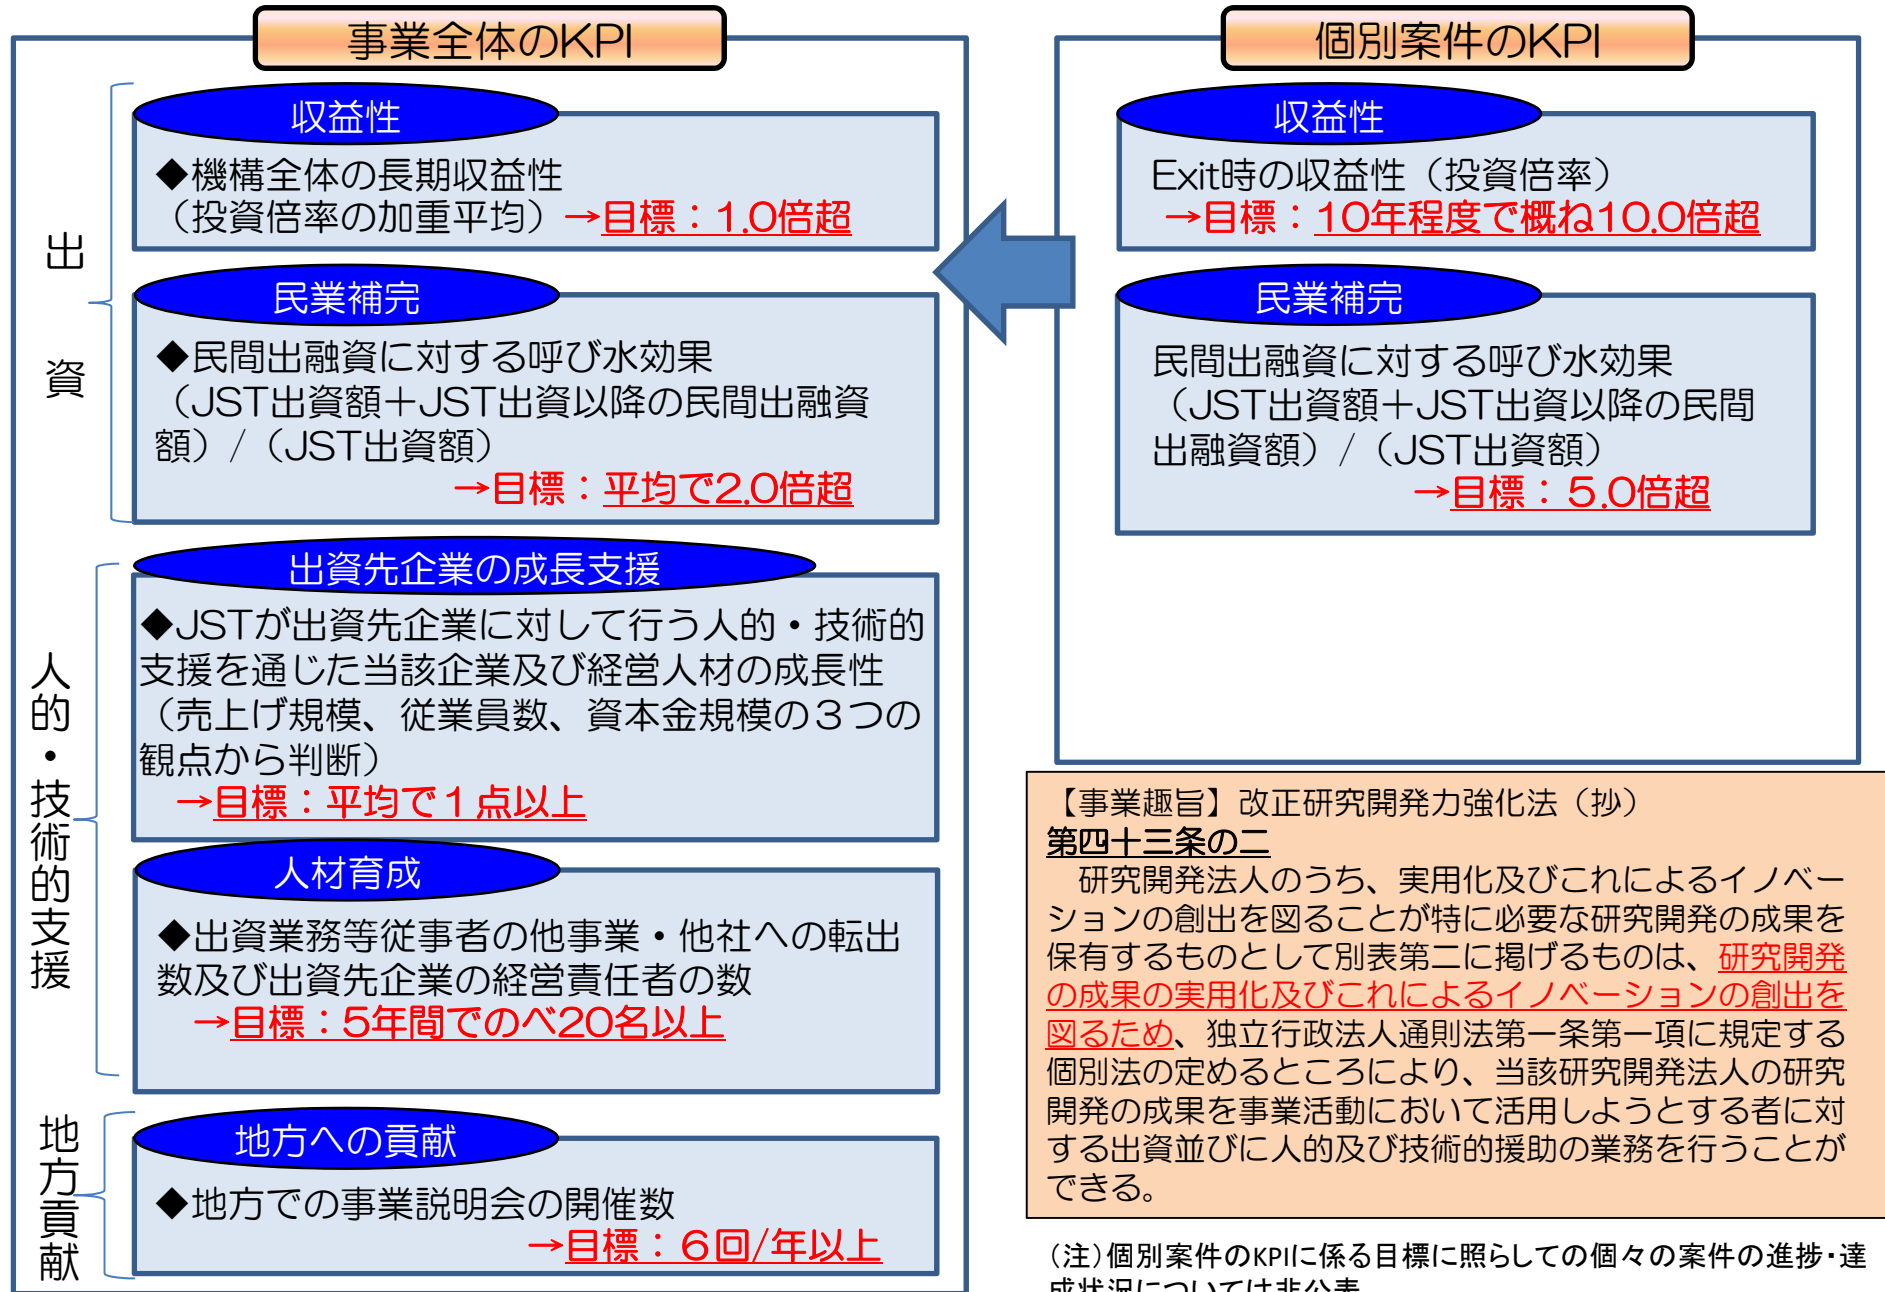 事業全体のKPI
出資
収益性
◆機構全体の長期収益性
（投資倍率の加重平均）→目標：1.0倍超
民業補完
◆民間出融資に対する呼び水効果
（JST出資額＋JST出資以降の民間出融資
額）/（JST出資額）
→目標：平均で2.0倍超
人的・技術的支援
出資先企業の成長支援
◆JSTが出資先企業に対して行う人的・技術的
支援を通じた当該企業及び経営人材の成長性
（売上げ規模、従業員数、資本金規模の３つの
観点から判断）
→目標：平均で１点以上
人材育成
◆出資業務等従事者の他事業・他社への転出
数及び出資先企業の経営責任者の数
→目標：5年間でのべ20名以上
地方貢献
地方への貢献
◆地方での事業説明会の開催数
→目標：６回/年以上
個別案件のKPI
収益性
Exit時の収益性（投資倍率）
→目標：10年程度で概ね10.0倍超
民業補完
民間出融資に対する呼び水効果
（JST出資額＋JST出資以降の民間
出融資額）/（JST出資額）
→目標：５.０倍超
【事業趣旨】改正研究開発力強化法（抄）
第四十三条の二
研究開発法人のうち、実用化及びこれによるイノベー
ションの創出を図ることが特に必要な研究開発の成果を
保有するものとして別表第二に掲げるものは、研究開発
の成果の実用化及びこれによるイノベーションの創出を
図るため、独立行政法人通則法第一条第一項に規定する
個別法の定めるところにより、当該研究開発法人の研究
開発の成果を事業活動において活用しようとする者に対
する出資並びに人的及び技術的援助の業務を行うことが
できる。
（注）個別案件のKPIに係る目標に照らしての個々の案件の進捗・達
成状況については非公表